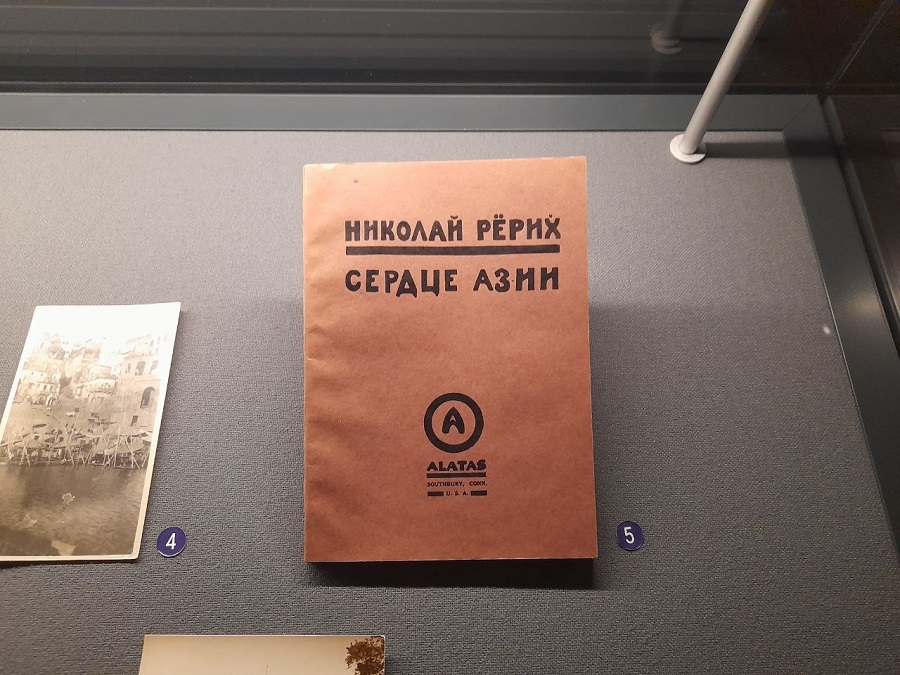 НИКОЛАЙ РЁРИХ
СЕРДЦЕ АЗИИ
A
ALATAS
SOUTHBURY, CONN.
U. S. A.
4
5